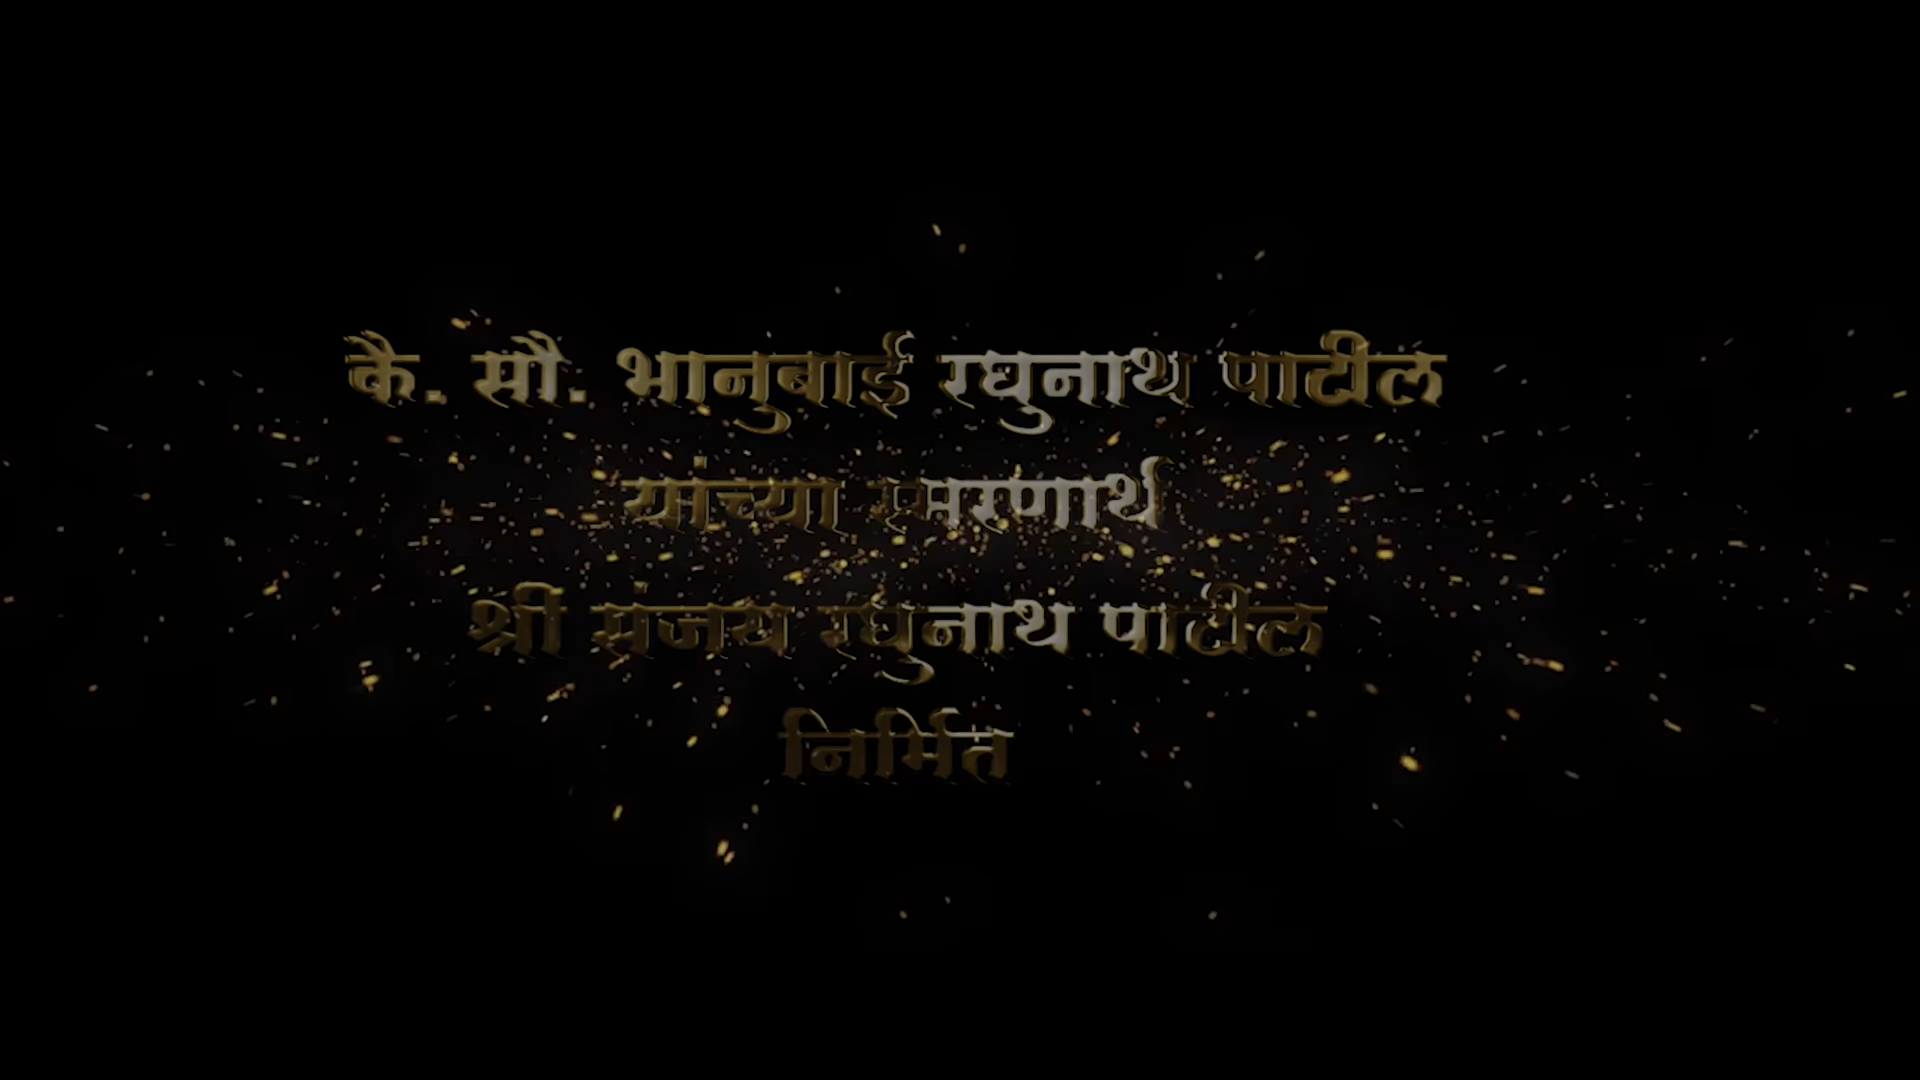 कै. सौ. भानुबाई रघुनाथ पाटील
यांच्या स्मरणार्थ
श्री संजय रघुनाथ पाटील
निर्मित